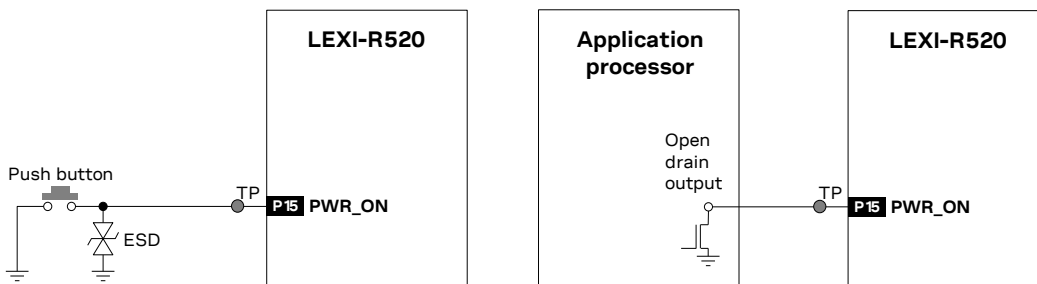 LEXI-R520
Push button
TP
P15 PWR_ON
ESD
Application
processor
Open
drain
output
LEXI-R520
TP
P15 PWR_ON